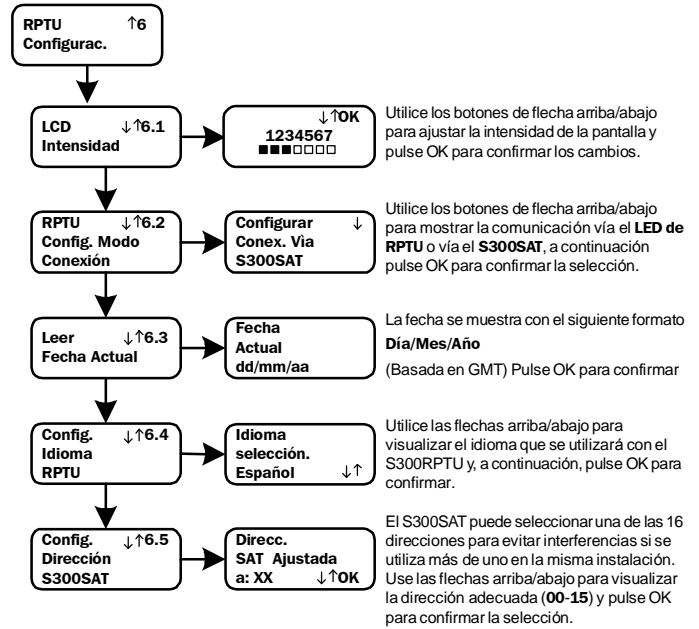 RPTU ↑6
Configurac.
LCD ↓↑6.1
Intensidad
↓↑OK
1234567
■■■□□□□
Utilice los botones de flecha arriba/abajo
para ajustar la intensidad de la pantalla y
pulse OK para confirmar los cambios.
RPTU ↓↑6.2
Config. Modo
Conexión
Configurar ↓
Conex. Vìa
S300SAT
Utilice los botones de flecha arriba/abajo
para mostrar la comunicación vía el LED de
RPTU o vía el S300SAT, a continuación
pulse OK para confirmar la selección.
Leer ↓↑6.3
Fecha Actual
Fecha
Actual
dd/mm/aa
La fecha se muestra con el siguiente formato
Día/Mes/Año
(Basada en GMT) Pulse OK para confirmar
Config. ↓↑6.4
Idioma
RPTU
Idioma
selección.
Español ↓↑
Utilice las flechas arriba/abajo para
visualizar el idioma que se utilizará con el
S300RPTU y, a continuación, pulse OK para
confirmar.
Config. ↓↑6.5
Dirección
S300SAT
Direcc.
SAT Ajustada
a: XX ↓↑OK
El S300SAT puede seleccionar una de las 16
direcciones para evitar interferencias si se
utiliza más de uno en la misma instalación.
Use las flechas arriba/abajo para visualizar
la dirección adecuada (00-15) y pulse OK
para confirmar la selección.